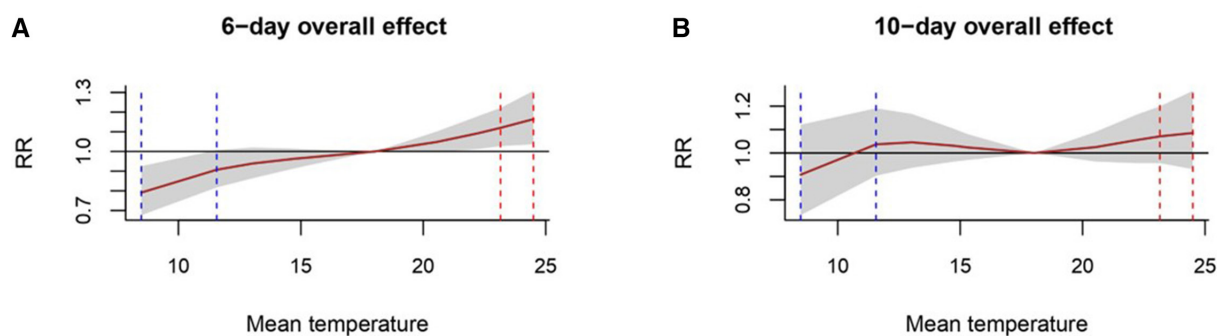 A
6−day overall effect
RR
1.3
1.0
0.7
10 15 20 25
Mean temperature
B
10−day overall effect
RR
1.2
1.0
0.8
10 15 20 25
Mean temperature